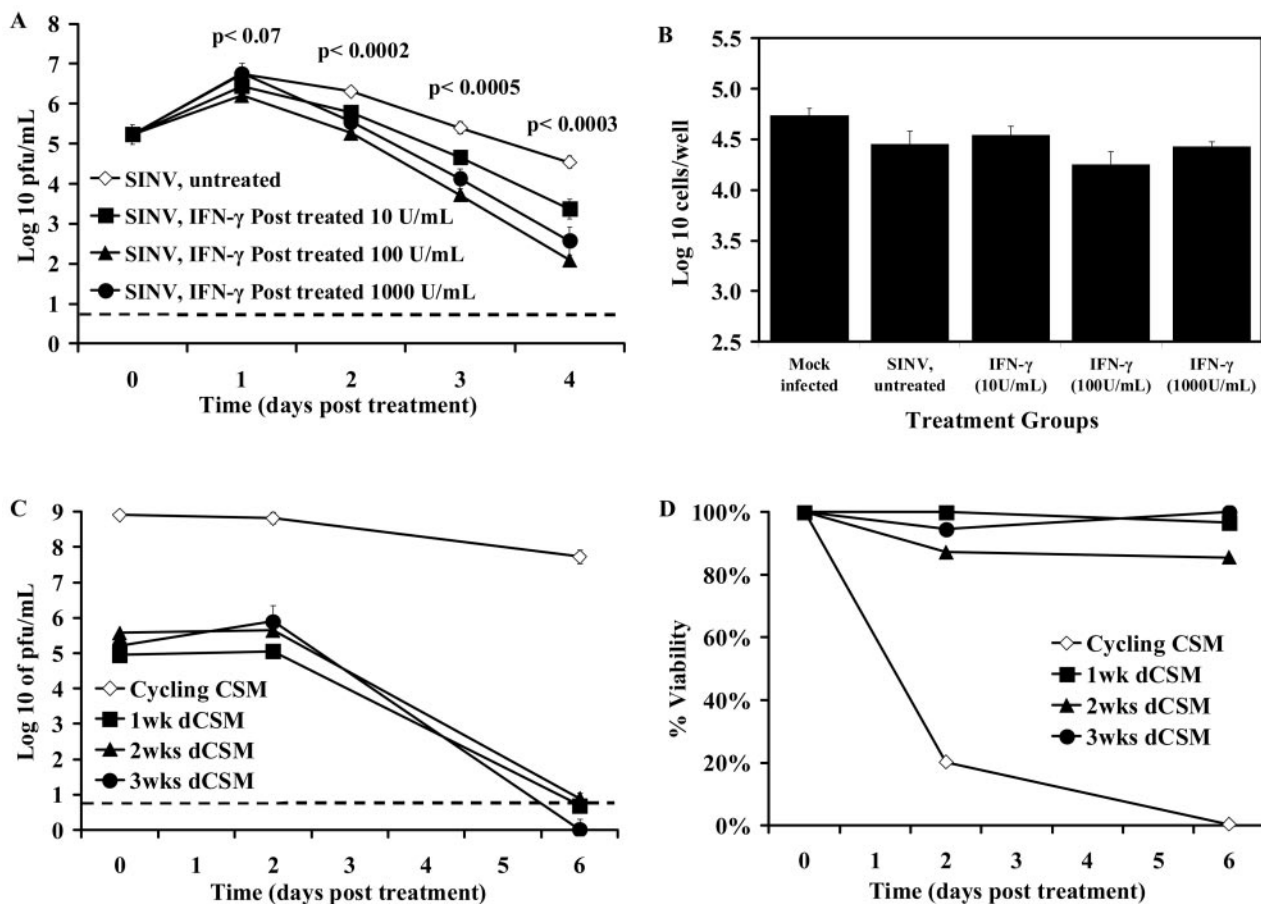 A
Log 10 pfu/mL
8
7
6
5
4
3
2
1
0
p< 0.07
p< 0.0002
p< 0.0005
p< 0.0003
SINV, untreated
SINV, IFN-γ Post treated 10 U/mL
SINV, IFN-γ Post treated 100 U/mL
SINV, IFN-γ Post treated 1000 U/mL
0 1 2 3 4
Time (days post treatment)
B
Log 10 cells/well
5.5
5.0
4.5
4.0
3.5
3.0
2.5
Mock infected
SINV, untreated
IFN-γ (10U/mL)
IFN-γ (100U/mL)
IFN-γ (1000U/mL)
Treatment Groups
C
Log 10 of pfu/mL
9
8
7
6
5
4
3
2
1
0
Cycling CSM
1wk dCSM
2wks dCSM
3wks dCSM
0 1 2 3 4 5 6
Time (days post treatment)
D
% Viability
100%
80%
60%
40%
20%
0%
Cycling CSM
1wk dCSM
2wks dCSM
3wks dCSM
0 1 2 3 4 5 6
Time (days post treatment)